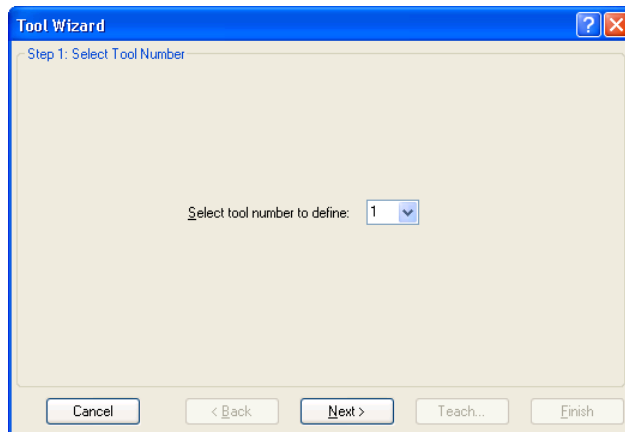 Tool Wizard
Step 1: Select Tool Number
Select tool number to define: 1
Cancel < Back Next > Teach... Finish